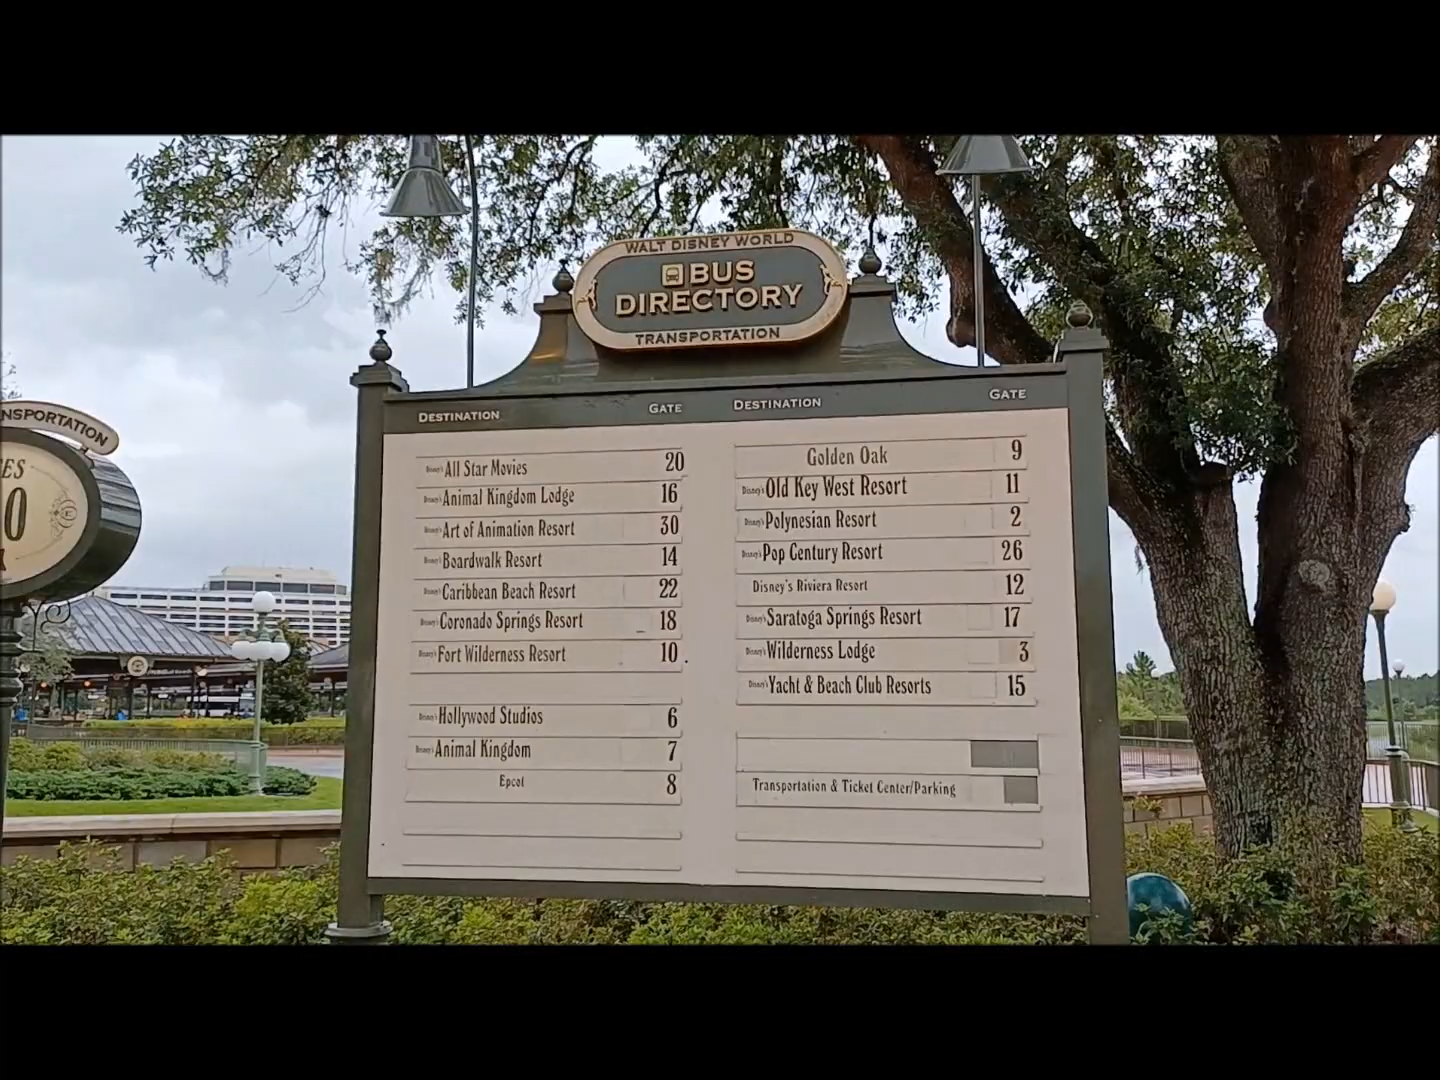 WALT DISNEY WORLD
BUS
DIRECTORY
TRANSPORTATION
NSPORTATION
ES
0
DESTINATION GATE
Disney's All Star Movies 20
Disney's Animal Kingdom Lodge 16
Disney's Art of Animation Resort 30
Disney's Boardwalk Resort 14
Disney's Caribbean Beach Resort 22
Disney's Coronado Springs Resort 18
Disney's Fort Wilderness Resort 10
Disney's Hollywood Studios 6
Disney's Animal Kingdom 7
Epcot 8
DESTINATION GATE
Golden Oak 9
Disney's Old Key West Resort 11
Disney's Polynesian Resort 2
Disney's Pop Century Resort 26
Disney's Riviera Resort 12
Disney's Saratoga Springs Resort 17
Disney's Wilderness Lodge 3
Disney's Yacht & Beach Club Resorts 15
Transportation & Ticket Center/Parking